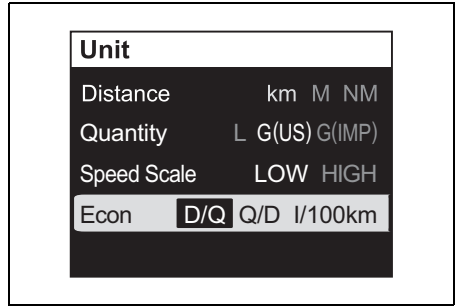 Unit
Distance km M NM
Quantity L G(US) G(IMP)
Speed Scale LOW HIGH
Econ D/Q Q/D l/100km